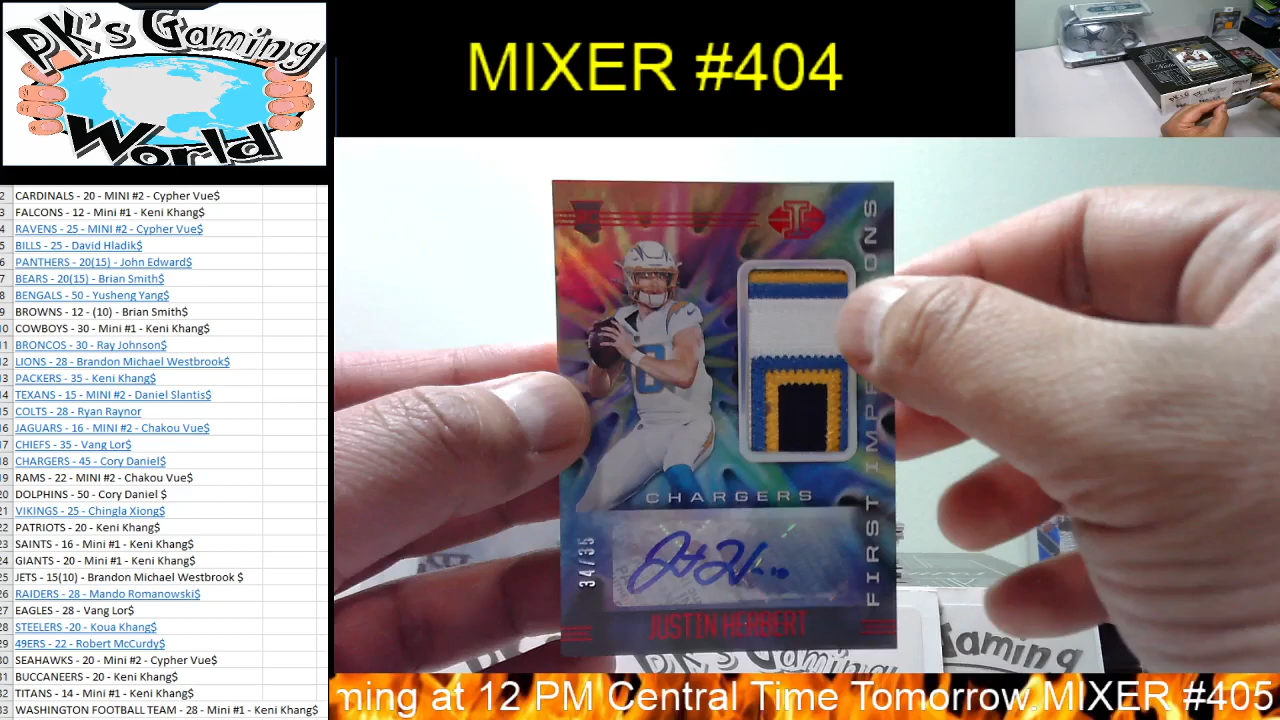 PK's Gaming
World
MIXER #404
2 CARDINALS - 20 - MINI #2 - Cypher Vue$
3 FALCONS - 12 - Mini #1 - Keni Khang$
4 RAVENS - 25 - MINI #2 - Cypher Vue$
5 BILLS - 25 - David Hladik$
6 PANTHERS - 20(15) - John Edward$
7 BEARS - 20(15) - Brian Smith$
8 BENGALS - 50 - Yusheng Yang$
9 BROWNS - 12 - (10) - Brian Smith$
10 COWBOYS - 30 - Mini #1 - Keni Khang$
11 BRONCOS - 30 - Ray Johnson$
12 LIONS - 28 - Brandon Michael Westbrook$
13 PACKERS - 35 - Keni Khang$
14 TEXANS - 15 - MINI #2 - Daniel Slantis$
15 COLTS - 28 - Ryan Raynor
16 JAGUARS - 16 - MINI #2 - Chakou Vue$
17 CHIEFS - 35 - Vang Lor$
18 CHARGERS - 45 - Cory Daniel$
19 RAMS - 22 - MINI #2 - Chakou Vue$
20 DOLPHINS - 50 - Cory Daniel $
21 VIKINGS - 25 - Chingla Xiong$
22 PATRIOTS - 20 - Keni Khang$
23 SAINTS - 16 - Mini #1 - Keni Khang$
24 GIANTS - 20 - Mini #1 - Keni Khang$
25 JETS - 15(10) - Brandon Michael Westbrook $
26 RAIDERS - 28 - Mando Romanowski$
27 EAGLES - 28 - Vang Lor$
28 STEELERS -20 - Koua Khang$
29 49ERS - 22 - Robert McCurdy$
30 SEAHAWKS - 20 - Mini #2 - Cypher Vue$
31 BUCCANEERS - 20 - Keni Khang$
32 TITANS - 14 - Mini #1 - Keni Khang$
33 WASHINGTON FOOTBALL TEAM - 28 - Mini #1 - Keni Khang$
RC
I
10
CHARGERS
34/35
JUSTIN HERBERT
FIRST IMP ONS
PK's Gaming
Gaming
ming at 12 PM Central Time Tomorrow. MIXER #405